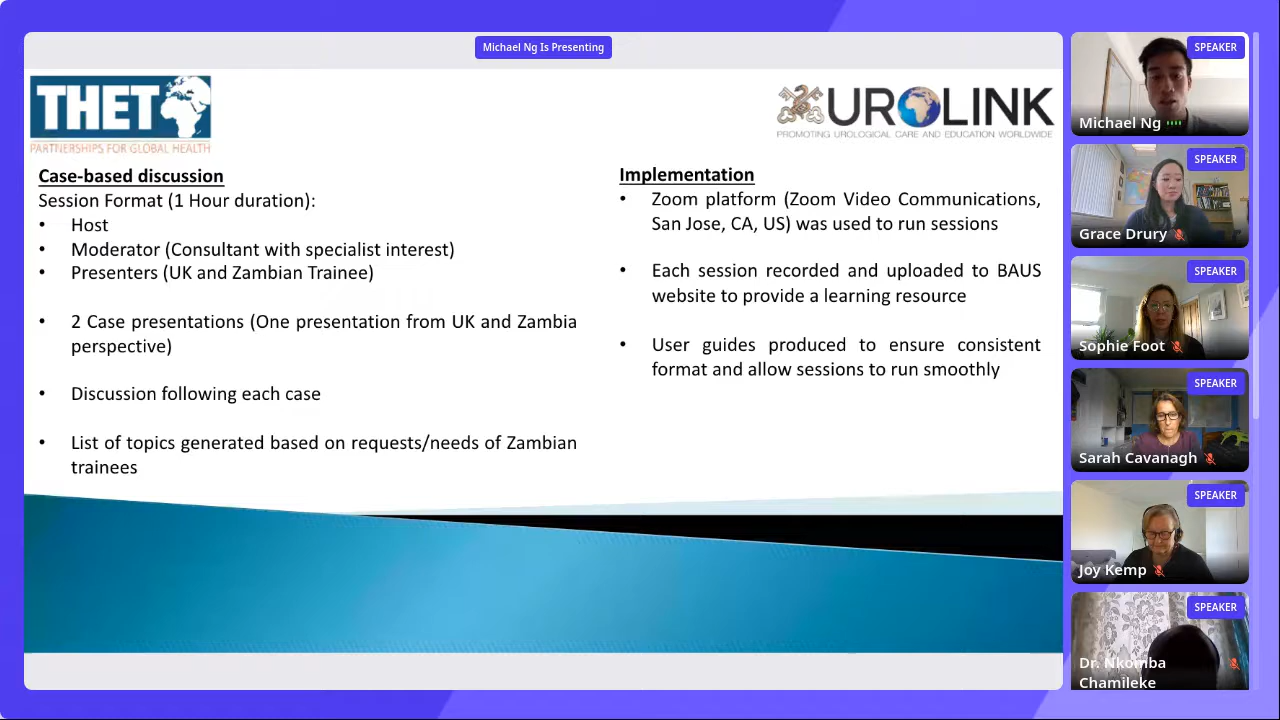 Michael Ng Is Presenting
THET
PARTNERSHIPS FOR GLOBAL HEALTH
UROLINK
PROMOTING UROLOGICAL CARE AND EDUCATION WORLDWIDE
Case-based discussion
Session Format (1 Hour duration):
• Host
• Moderator (Consultant with specialist interest)
• Presenters (UK and Zambian Trainee)
• 2 Case presentations (One presentation from UK and Zambia
perspective)
• Discussion following each case
• List of topics generated based on requests/needs of Zambian
trainees
Implementation
• Zoom platform (Zoom Video Communications,
San Jose, CA, US) was used to run sessions
• Each session recorded and uploaded to BAUS
website to provide a learning resource
• User guides produced to ensure consistent
format and allow sessions to run smoothly
SPEAKER
Michael Ng
SPEAKER
Grace Drury
SPEAKER
Sophie Foot
SPEAKER
Sarah Cavanagh
SPEAKER
Joy Kemp
SPEAKER
Dr. Nkomba
Chamileke